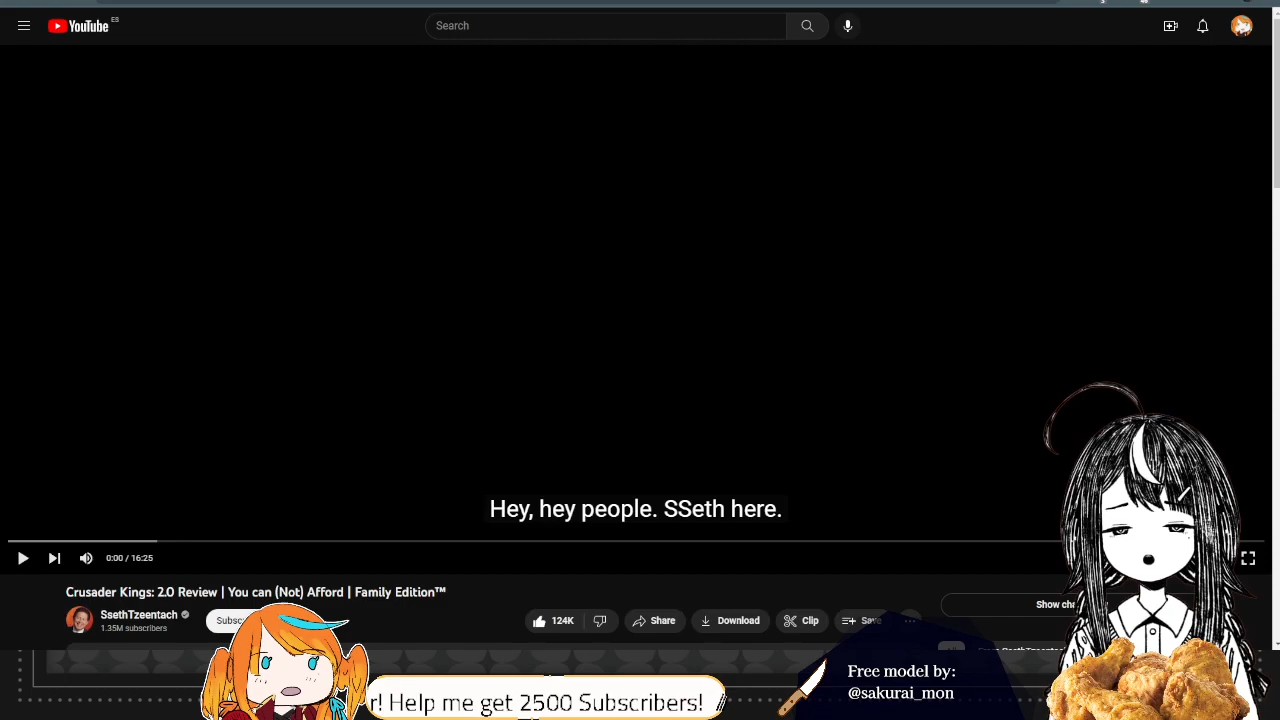 YouTube ES
Search
Hey, hey people. SSeth here.
0:00 / 16:25
Crusader Kings: 2.0 Review | You can (Not) Afford | Family Edition™
SsethTzeentach
1.35M subscribers
124K
Share
Download
Clip
Save
Show
r! Help me get 2500 Subscribers!
Free model by:
@sakurai_mon